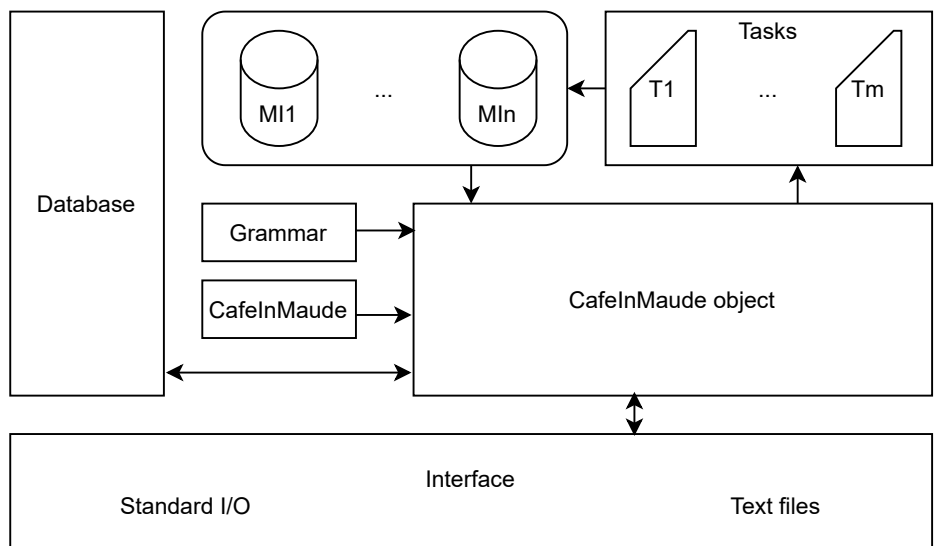 Tasks
MI1 ... MIn
T1 ... Tm
Database
Grammar
CafeInMaude
CafeInMaude object
Interface
Standard I/O
Text files